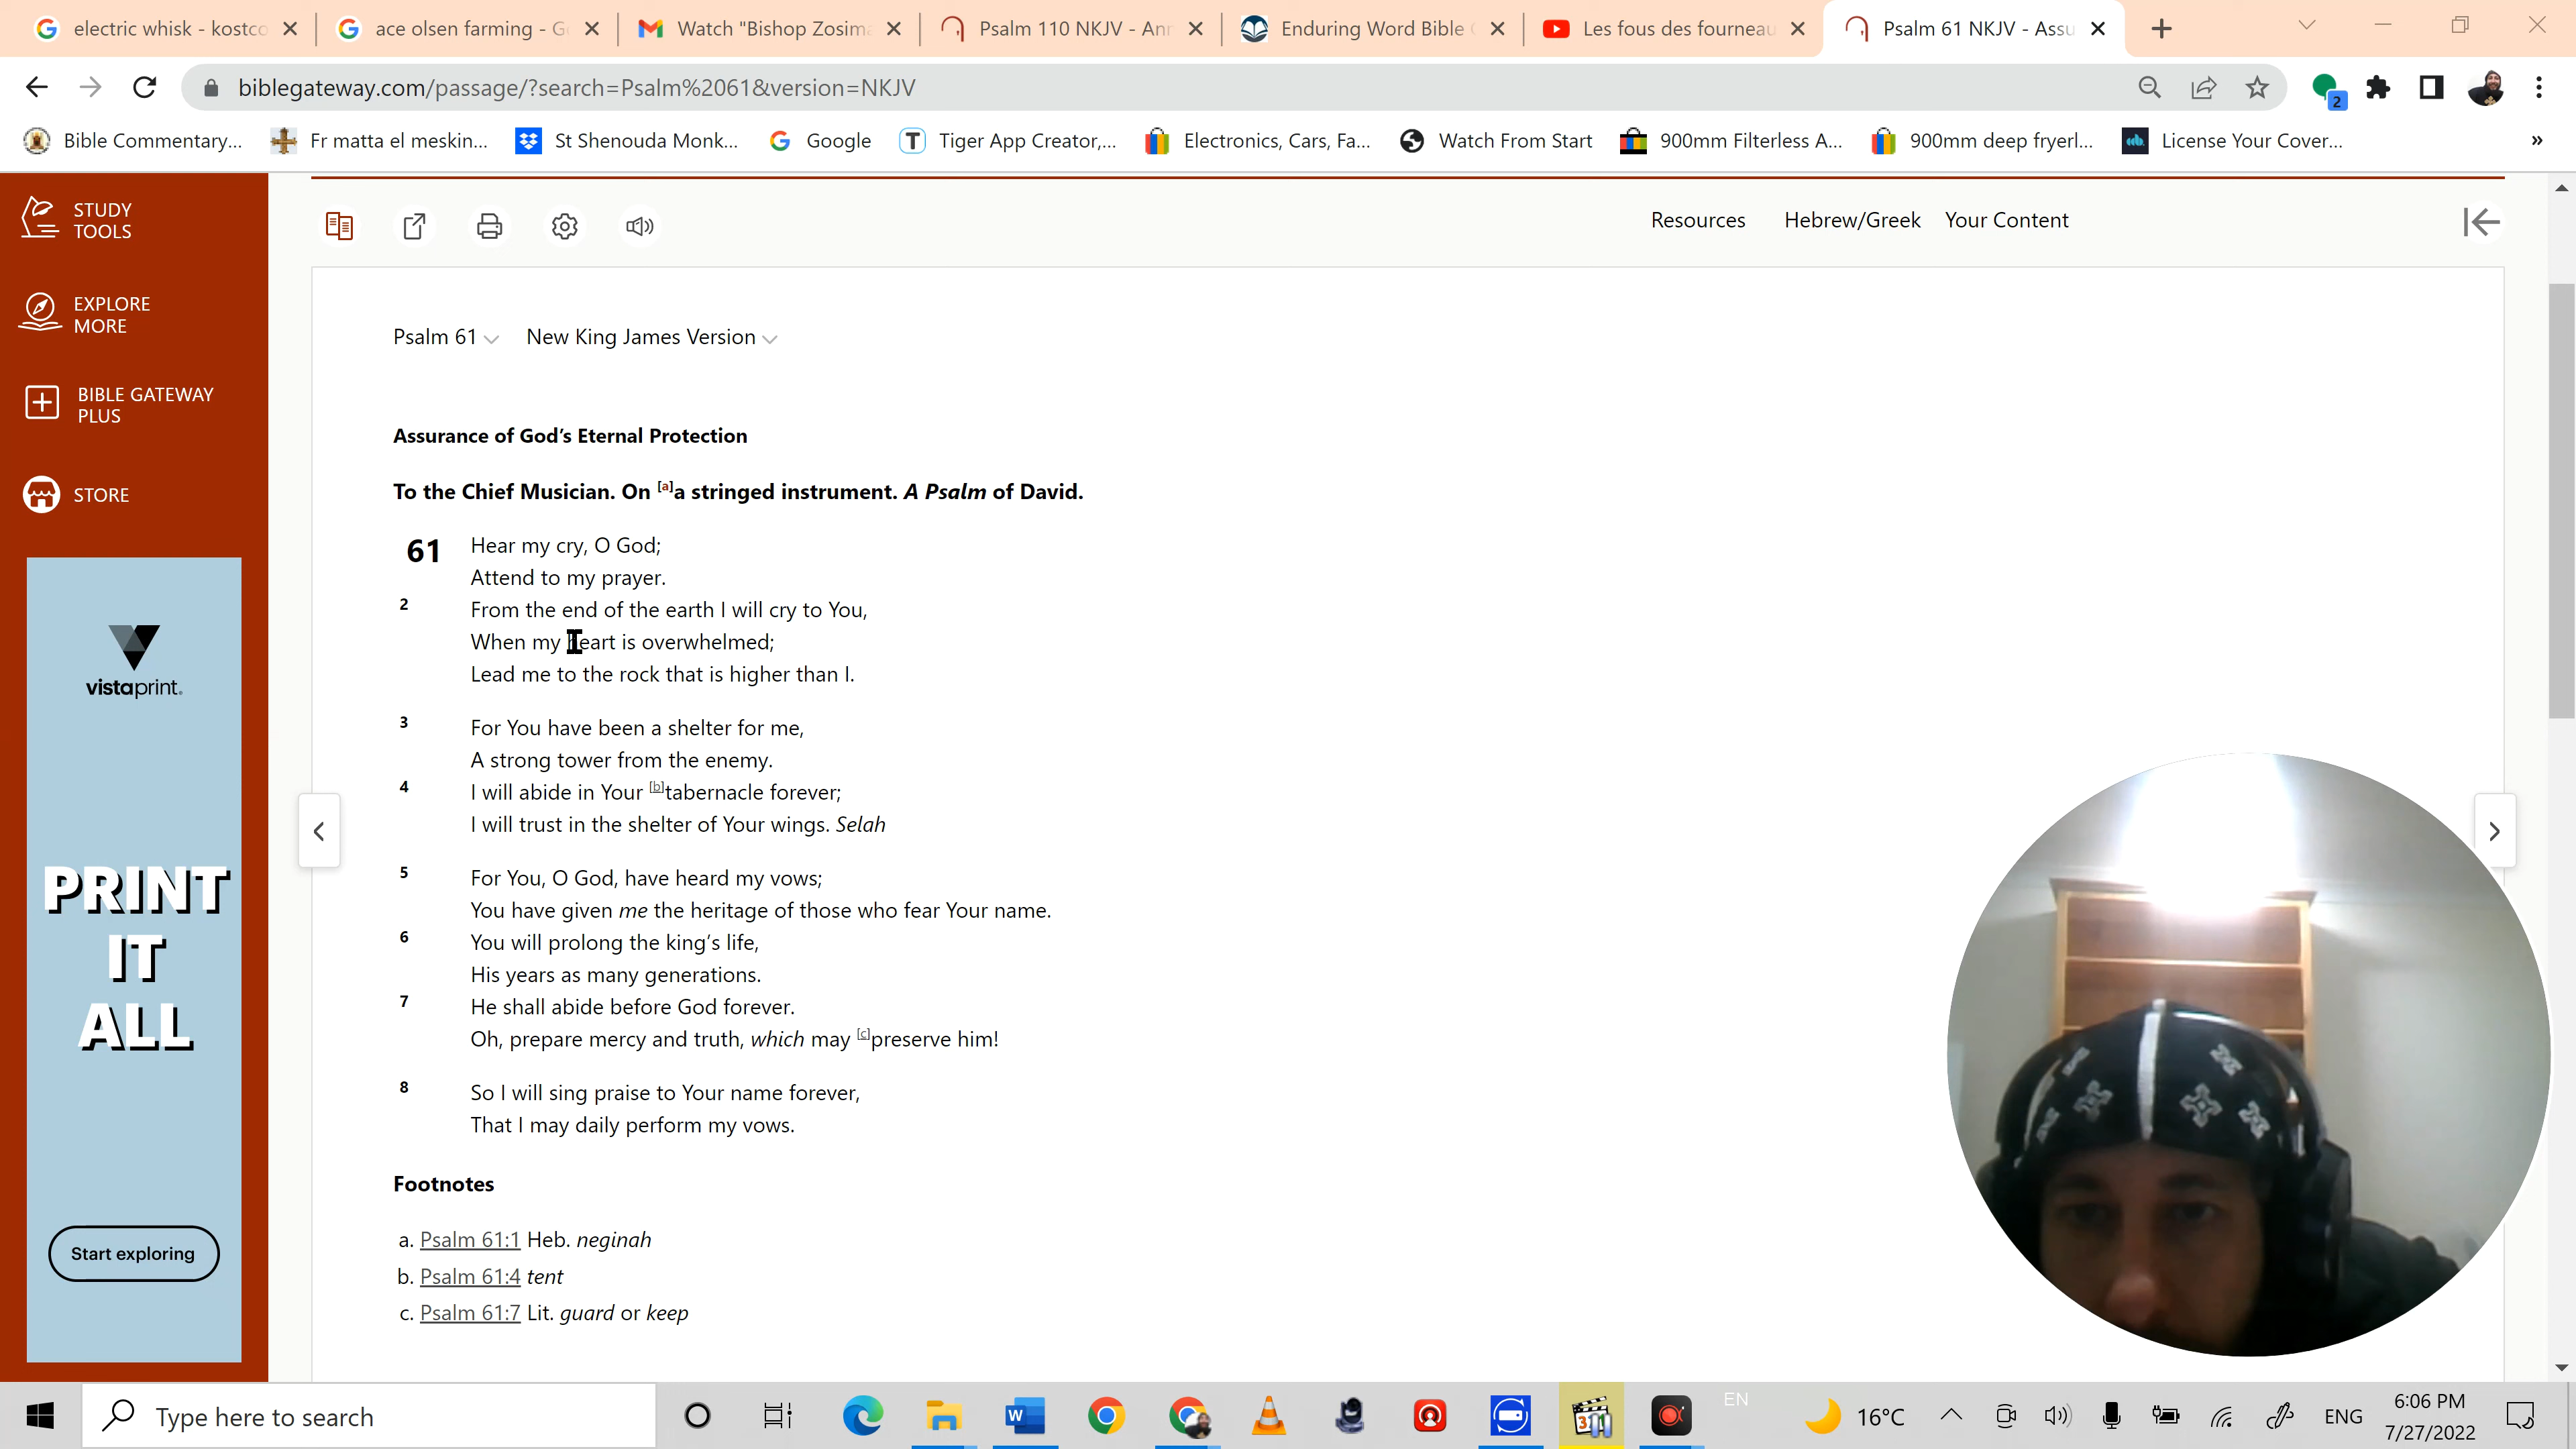 electric whisk - kostco
ace olsen farming - Go
Watch "Bishop Zosima
Psalm 110 NKJV - Ann
Enduring Word Bible C
Les fous des fourneau
Psalm 61 NKJV - Assu
biblegateway.com/passage/?search=Psalm%2061&version=NKJV
2
Bible Commentary...
Fr matta el meskin...
St Shenouda Monk...
Google
Tiger App Creator,...
Electronics, Cars, Fa...
Watch From Start
900mm Filterless A...
900mm deep fryerl...
License Your Cover...
»
STUDY
TOOLS
EXPLORE
MORE
BIBLE GATEWAY
PLUS
STORE
vistaprint.
PRINT
IT
ALL
Start exploring
Resources
Hebrew/Greek
Your Content
Psalm 61
New King James Version
Assurance of God's Eternal Protection
To the Chief Musician. On [a]a stringed instrument. A Psalm of David.
61 Hear my cry, O God;
Attend to my prayer.
2 From the end of the earth I will cry to You,
When my heart is overwhelmed;
Lead me to the rock that is higher than I.
3 For You have been a shelter for me,
A strong tower from the enemy.
4 I will abide in Your [b]tabernacle forever;
I will trust in the shelter of Your wings. Selah
5 For You, O God, have heard my vows;
You have given me the heritage of those who fear Your name.
6 You will prolong the king's life,
His years as many generations.
7 He shall abide before God forever.
Oh, prepare mercy and truth, which may [c]preserve him!
8 So I will sing praise to Your name forever,
That I may daily perform my vows.
Footnotes
a. Psalm 61:1 Heb. neginah
b. Psalm 61:4 tent
c. Psalm 61:7 Lit. guard or keep
Type here to search
EN
16°C
ENG
6:06 PM
7/27/2022